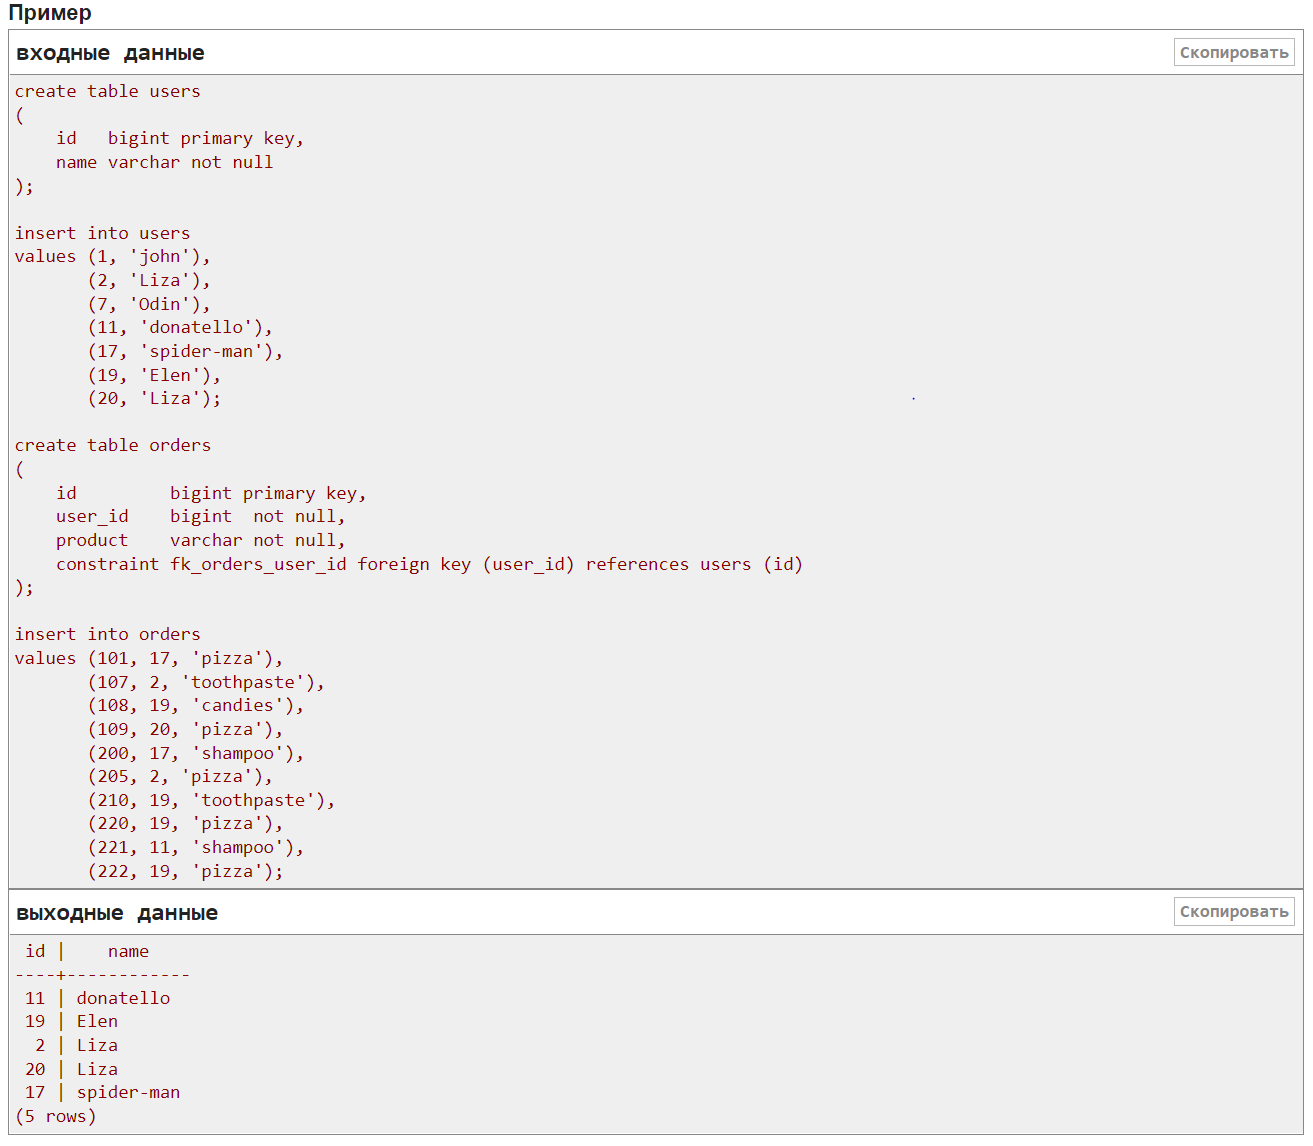 Пример
входные данные
Скопировать
create table users
(
    id   bigint primary key,
    name varchar not null
);
insert into users
values (1, 'john'),
       (2, 'Liza'),
       (7, 'Odin'),
       (11, 'donatello'),
       (17, 'spider-man'),
       (19, 'Elen'),
       (20, 'Liza');
create table orders
(
    id         bigint primary key,
    user_id    bigint  not null,
    product    varchar not null,
    constraint fk_orders_user_id foreign key (user_id) references users (id)
);
insert into orders
values (101, 17, 'pizza'),
       (107, 2, 'toothpaste'),
       (108, 19, 'candies'),
       (109, 20, 'pizza'),
       (200, 17, 'shampoo'),
       (205, 2, 'pizza'),
       (210, 19, 'toothpaste'),
       (220, 19, 'pizza'),
       (221, 11, 'shampoo'),
       (222, 19, 'pizza');
выходные данные
Скопировать
 id |    name
----+------------
 11 | donatello
 19 | Elen
  2 | Liza
 20 | Liza
 17 | spider-man
(5 rows)